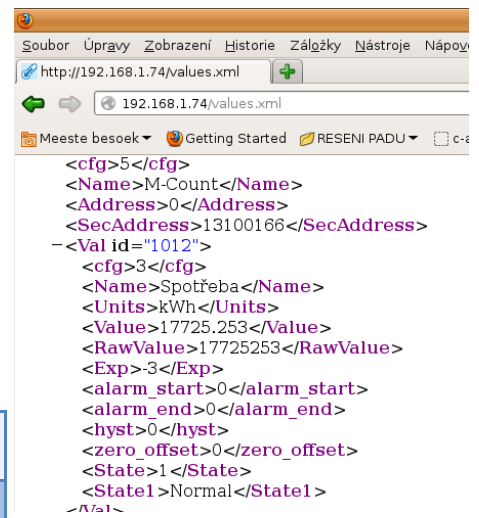 Soubor Úpravy Zobrazení Historie Záložky Nástroje
http://192.168.1.74/values.xml
192.168.1.74/values.xml
Meeste besoek Getting Started RESENI PADU
<cfg>5</cfg>
<Name>M-Count</Name>
<Address>0</Address>
<SecAddress>13100166</SecAddress>
−<Val id="1012">
<cfg>3</cfg>
<Name>Spotřeba</Name>
<Units>kWh</Units>
<Value>17725.253</Value>
<RawValue>17725253</RawValue>
<Exp>-3</Exp>
<alarm_start>0</alarm_start>
<alarm_end>0</alarm_end>
<hyst>0</hyst>
<zero_offset>0</zero_offset>
<State>1</State>
<State1>Normal</State1>
</Val>